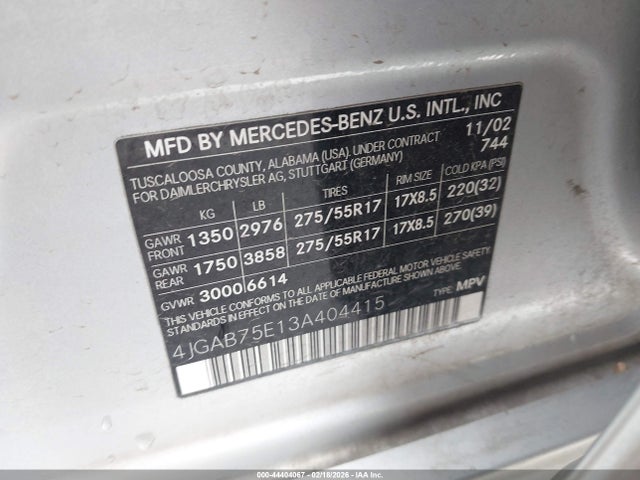 MFD BY MERCEDES-BENZ U.S. INTL., INC
TUSCALOOSA COUNTY, ALABAMA (USA) UNDER CONTRACT 11/02
FOR DAIMLERCHRYSLER AG, STUTTGART (GERMANY) 744
KG LB TIRES RIM SIZE COLD KPA (PSI)
GAWR FRONT 1350 2976 275/55R17 17X8.5 220(32)
GAWR REAR 1750 3858 275/55R17 17X8.5 270(39)
GVWR 3000 6614
THIS VEHICLE CONFORMS TO ALL APPLICABLE FEDERAL MOTOR VEHICLE SAFETY
STANDARDS IN EFFECT ON THE DATE OF MANUFACTURE SHOWN ABOVE. TYPE: MPV
4JGAB75E13A404415
000-44404067 - 02/18/2026 - IAAI